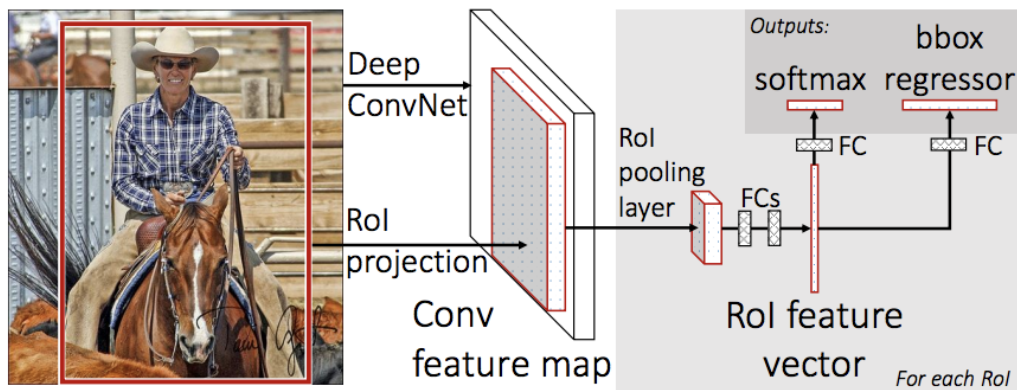 Deep
ConvNet
RoI
projection
Conv
feature map
RoI
pooling
layer
FCs
Outputs:
softmax
bbox
regressor
FC
FC
RoI feature
vector
For each RoI